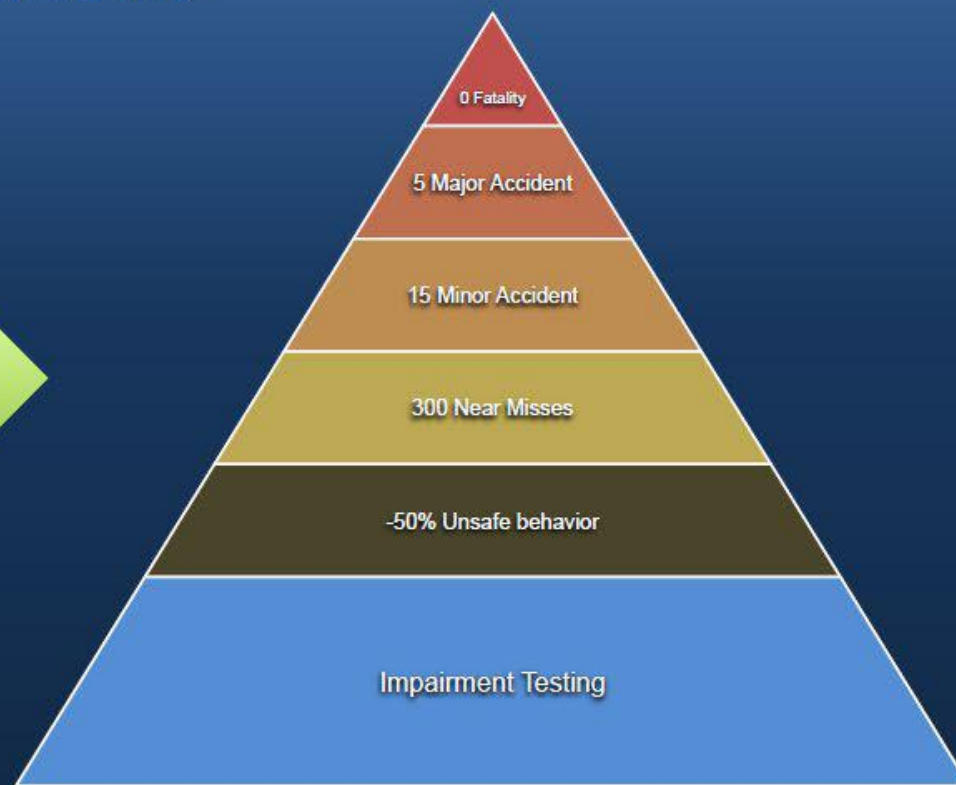 0 Fatality
5 Major Accident
15 Minor Accident
300 Near Misses
-50% Unsafe behavior
Impairment Testing